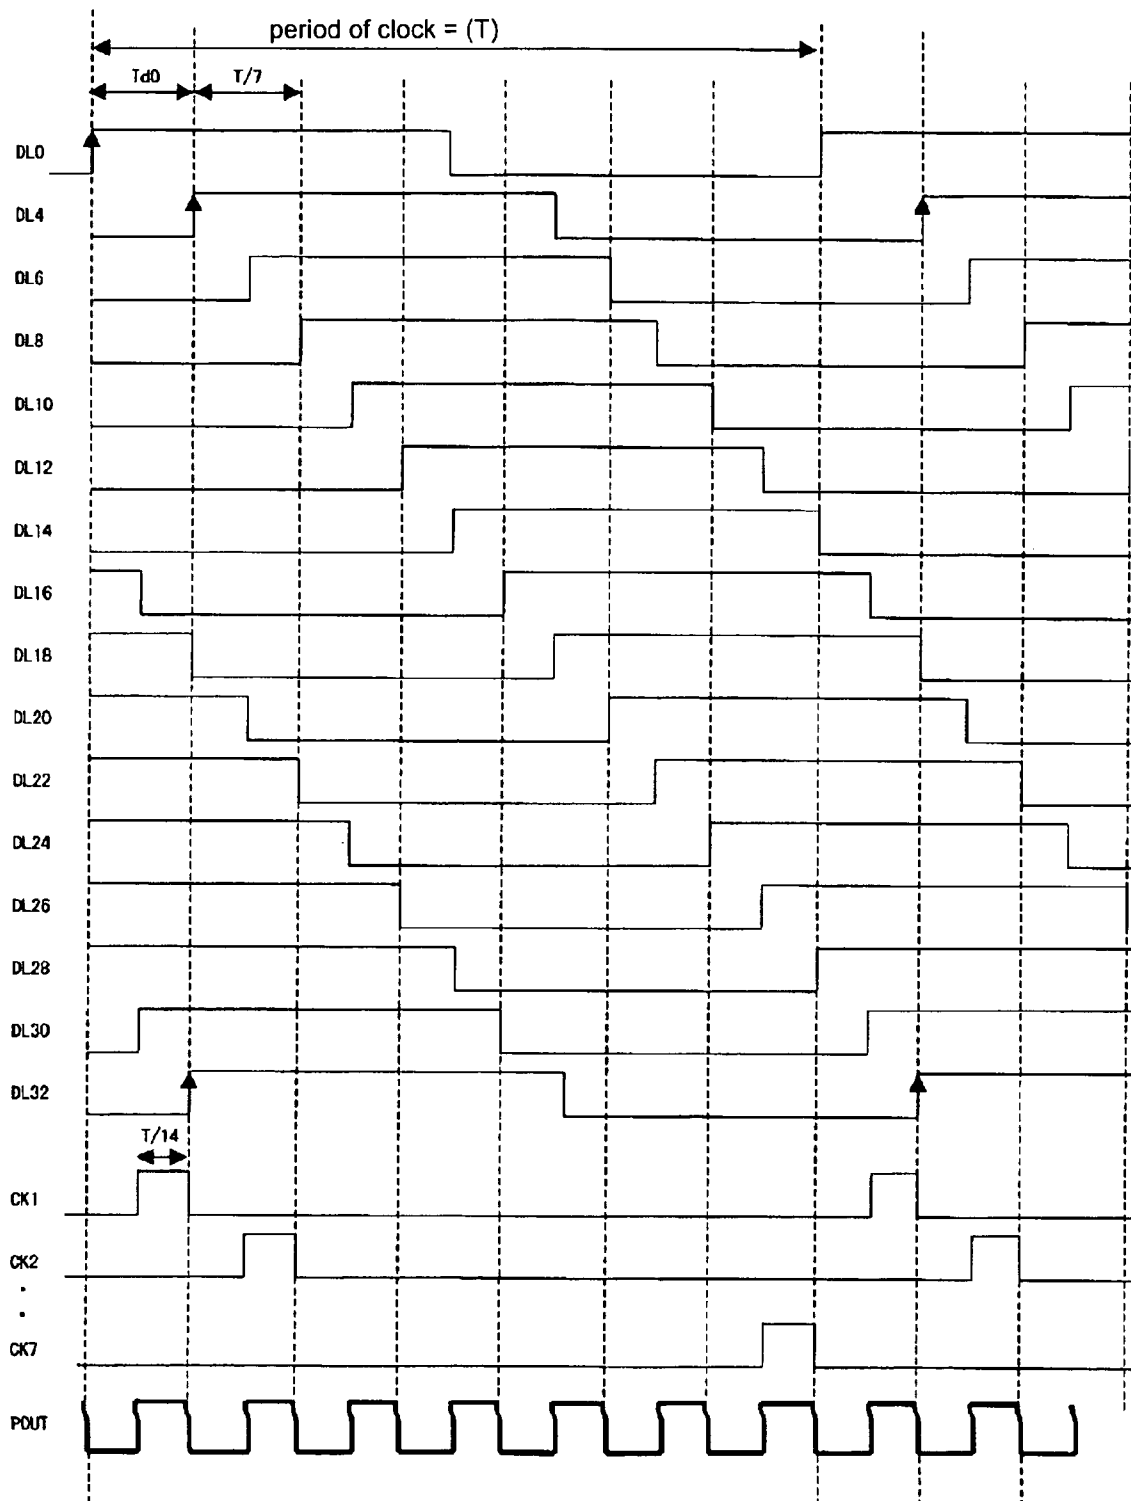 period of clock = (T)
Td0
T/7
DL0
DL4
DL6
DL8
DL10
DL12
DL14
DL16
DL18
DL20
DL22
DL24
DL26
DL28
DL30
DL32
T/14
CK1
CK2
CK7
POUT